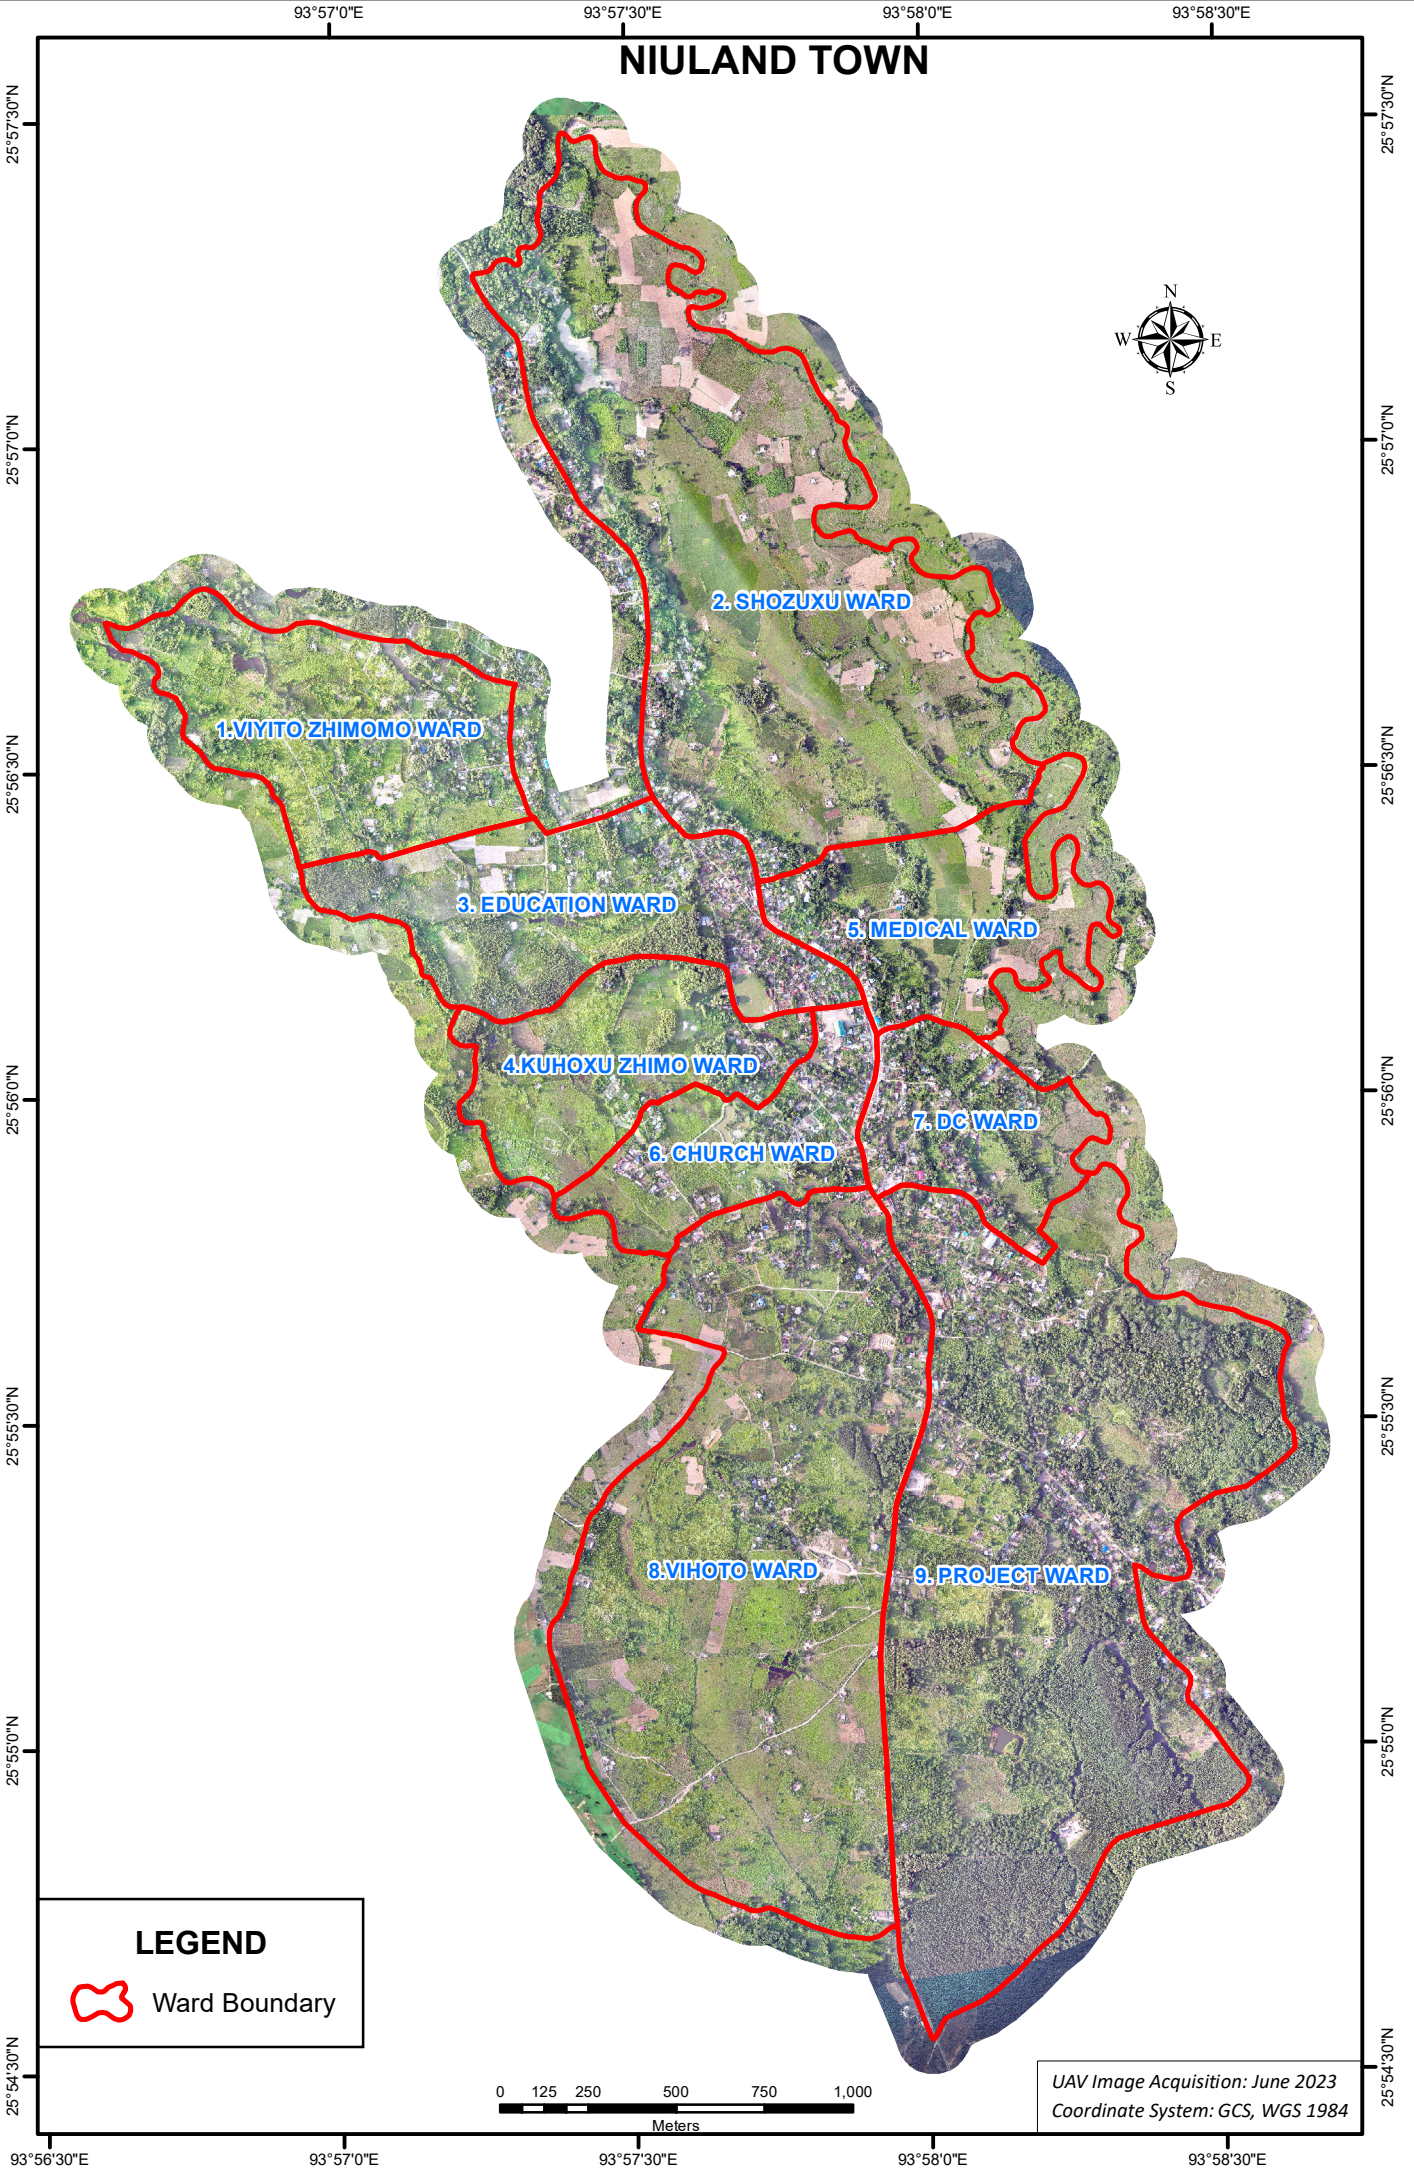 93°57'0"E
93°57'30"E
93°58'0"E
93°58'30"E
NIULAND TOWN
25°57'30"N
25°57'30"N
N
W
E
S
25°57'0"N
25°57'0"N
2. SHOZUXU WARD
1.VIYITO ZHIMOMO WARD
25°56'30"N
25°56'30"N
3. EDUCATION WARD
5. MEDICAL WARD
4.KUHOXU ZHIMO WARD
25°56'0"N
25°56'0"N
7. DC WARD
6. CHURCH WARD
25°55'30"N
25°55'30"N
8.VIHOTO WARD
9. PROJECT WARD
25°55'0"N
25°55'0"N
LEGEND
Ward Boundary
25°54'30"N
25°54'30"N
0 125 250 500 750 1,000
Meters
UAV Image Acquisition: June 2023
Coordinate System: GCS, WGS 1984
93°56'30"E
93°57'0"E
93°57'30"E
93°58'0"E
93°58'30"E